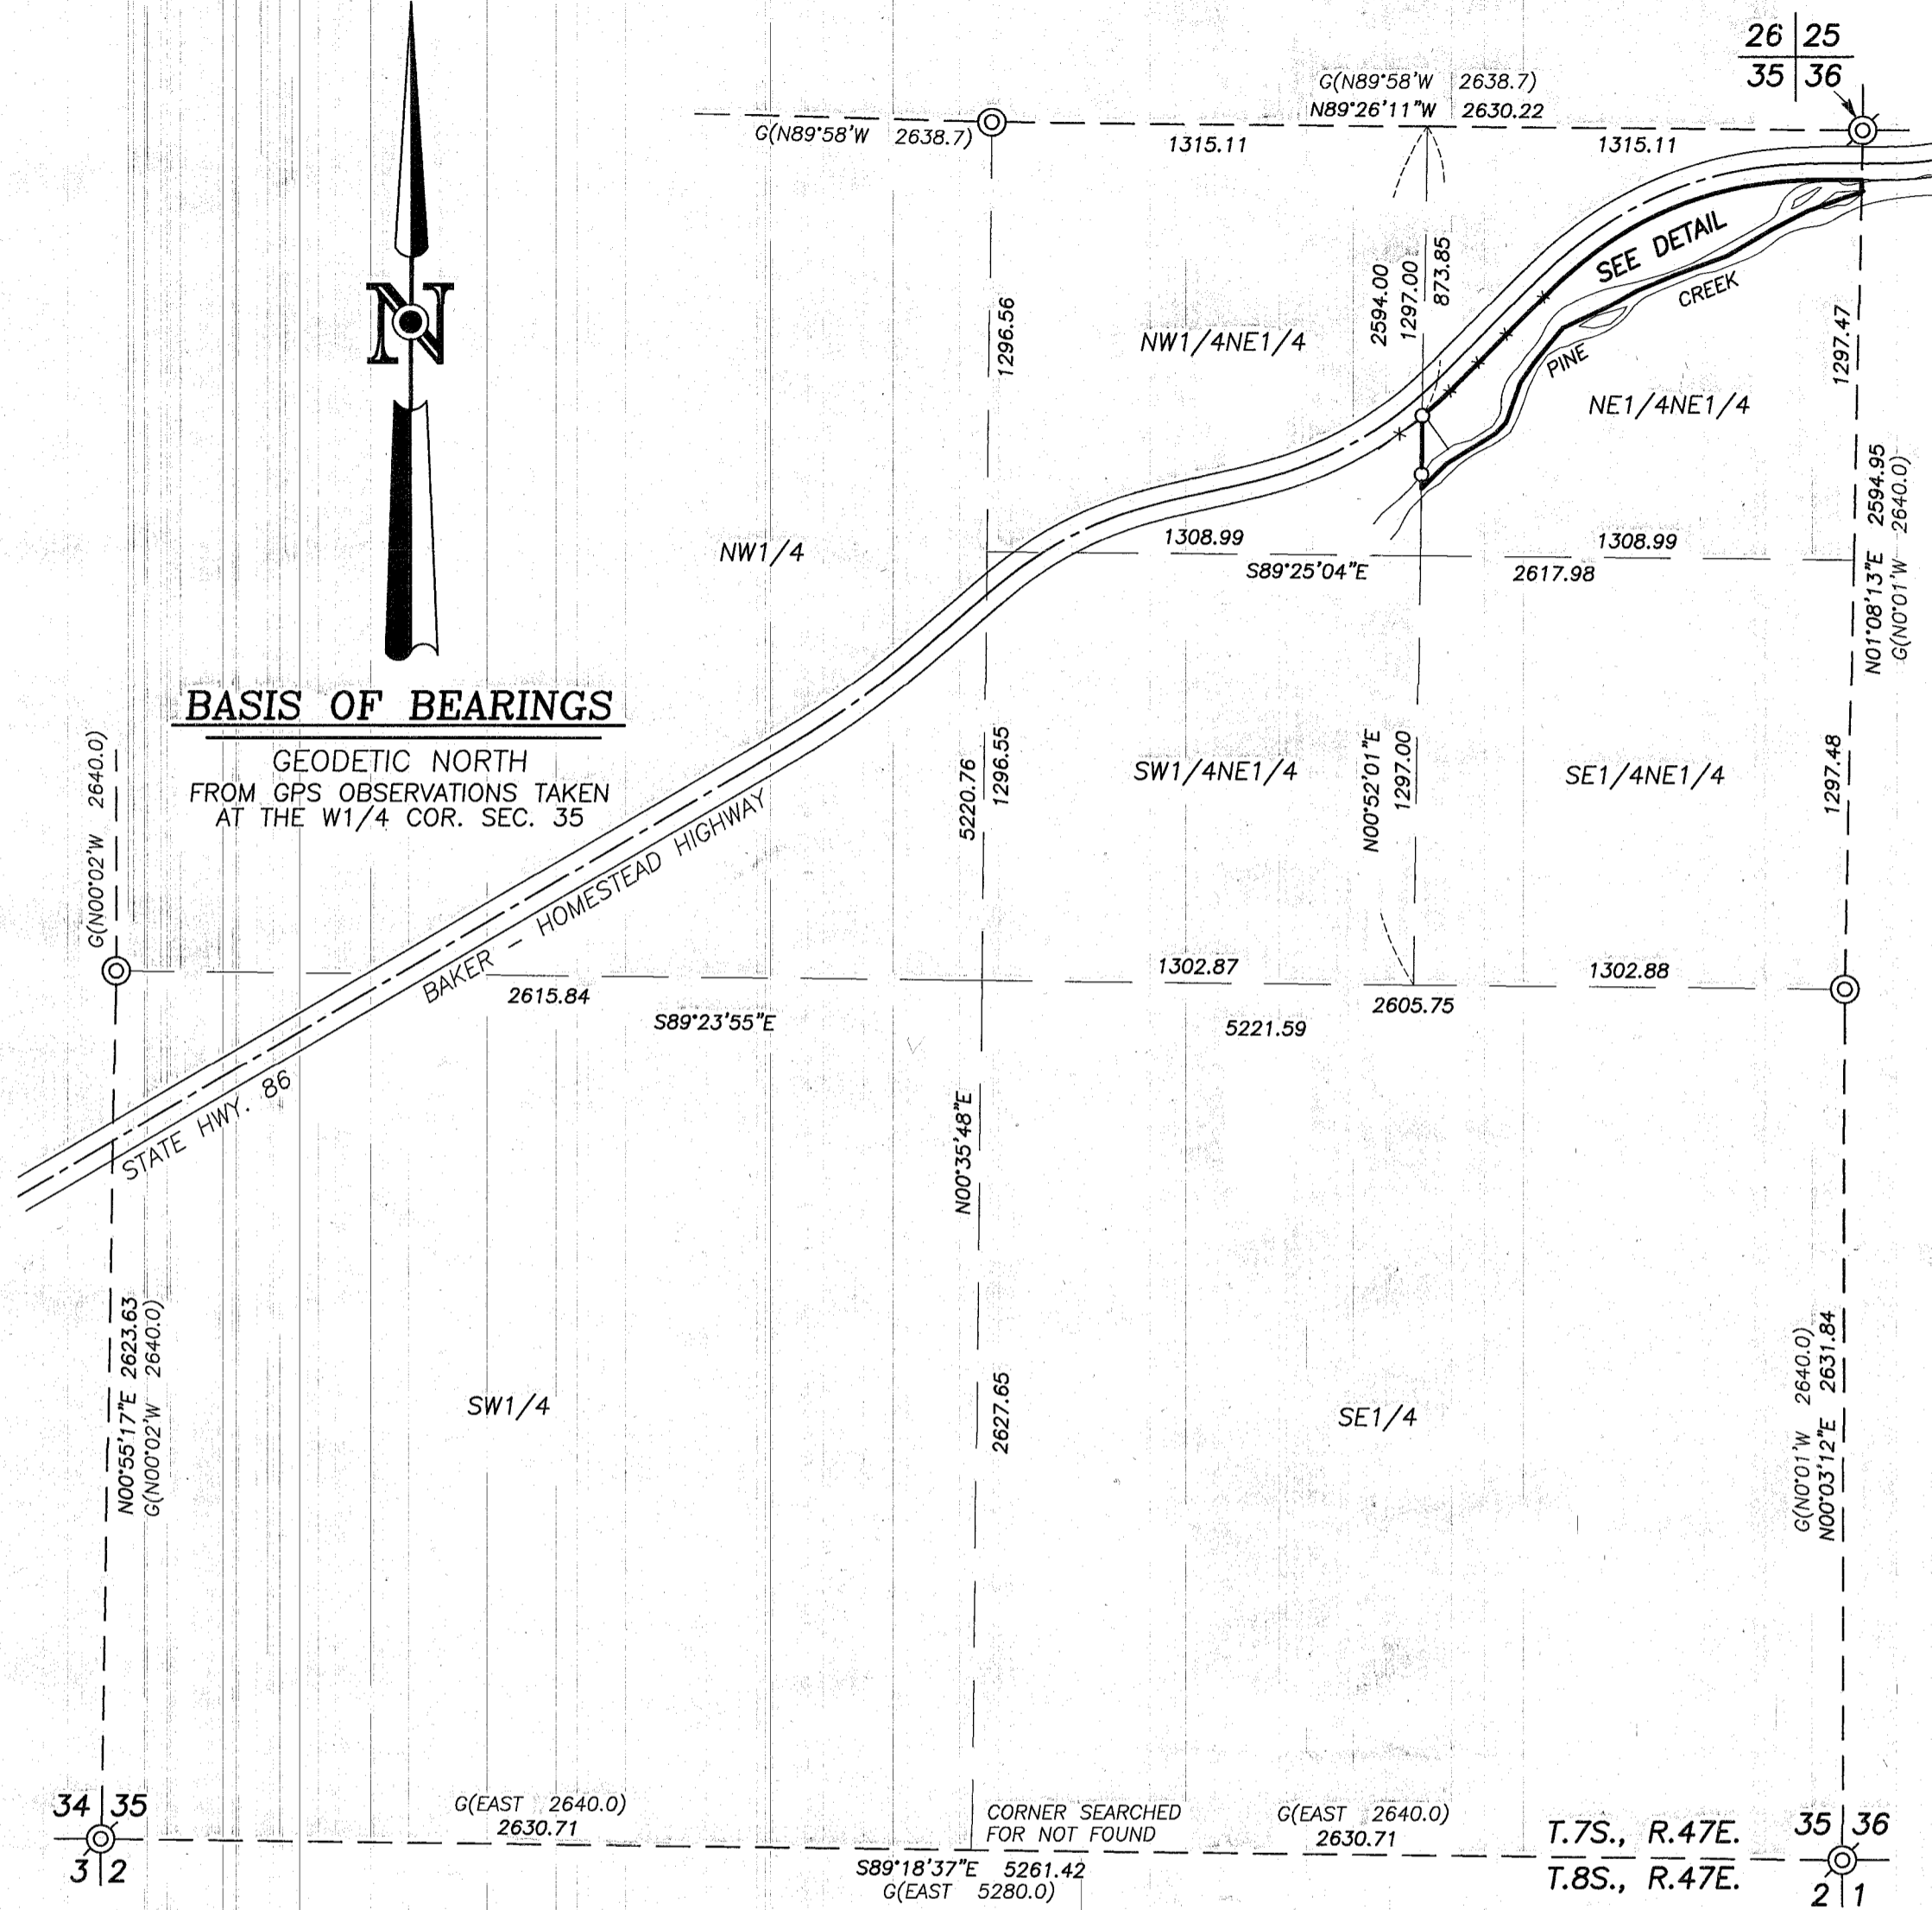 26 25
35 36
G(N89°58'W 2638.7)
N89°26'11"W 2630.22
G(N89°58'W 2638.7)
1315.11
1315.11
N
SEE DETAIL
CREEK
PINE
2594.00
1297.00
873.85
1296.56
1297.47
NW1/4NE1/4
NE1/4NE1/4
N01°08'13"E 2594.95
G(N0°01'W 2640.0)
NW1/4
1308.99
1308.99
S89°25'04"E
2617.98
BASIS OF BEARINGS
GEODETIC NORTH
FROM GPS OBSERVATIONS TAKEN
AT THE W1/4 COR. SEC. 35
G(N00°02'W 2640.0)
5220.76
1296.55
SW1/4NE1/4
N00°52'01"E
1297.00
SE1/4NE1/4
1297.48
BAKER - HOMESTEAD HIGHWAY
1302.87
1302.88
2615.84
2605.75
S89°23'55"E
5221.59
STATE HWY. 86
N00°35'48"E
N00°55'17"E 2623.63
G(N00°02'W 2640.0)
2627.65
G(N0°01'W 2640.0)
N00°03'12"E 2631.84
SW1/4
SE1/4
34 35
3 2
G(EAST 2640.0)
2630.71
CORNER SEARCHED
FOR NOT FOUND
G(EAST 2640.0)
2630.71
S89°18'37"E 5261.42
G(EAST 5280.0)
T.7S., R.47E.
T.8S., R.47E.
35 36
2 1